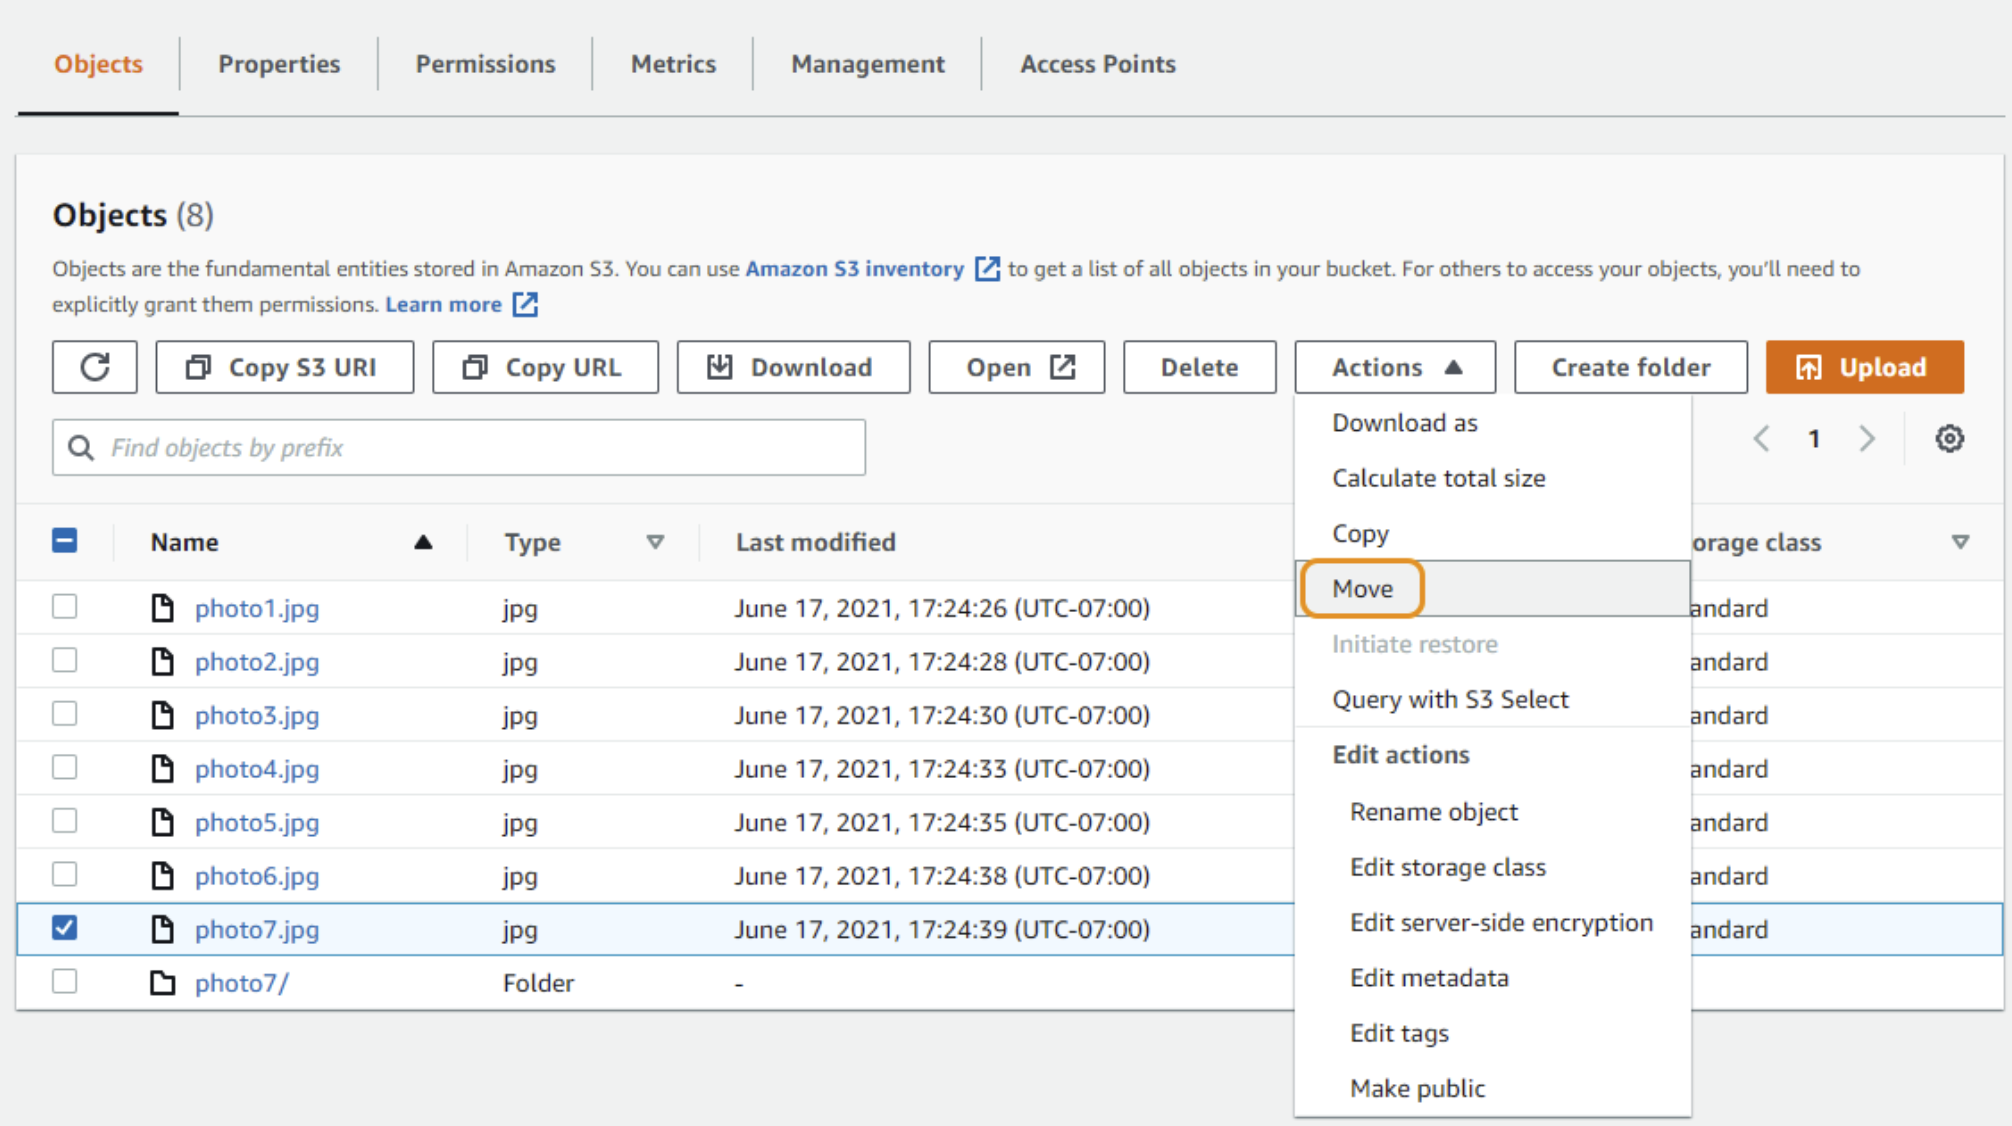 Objects Properties Permissions Metrics Management Access Points
Objects (8)
Objects are the fundamental entities stored in Amazon S3. You can use Amazon S3 inventory to get a list of all objects in your bucket. For others to access your objects, you'll need to
explicitly grant them permissions. Learn more
Copy S3 URI Copy URL Download Open Delete Actions Create folder Upload
Find objects by prefix
1
Name Type Last modified orage class
photo1.jpg jpg June 17, 2021, 17:24:26 (UTC-07:00) andard
photo2.jpg jpg June 17, 2021, 17:24:28 (UTC-07:00) andard
photo3.jpg jpg June 17, 2021, 17:24:30 (UTC-07:00) andard
photo4.jpg jpg June 17, 2021, 17:24:33 (UTC-07:00) andard
photo5.jpg jpg June 17, 2021, 17:24:35 (UTC-07:00) andard
photo6.jpg jpg June 17, 2021, 17:24:38 (UTC-07:00) andard
photo7.jpg jpg June 17, 2021, 17:24:39 (UTC-07:00) andard
photo7/ Folder -
Download as
Calculate total size
Copy
Move
Initiate restore
Query with S3 Select
Edit actions
Rename object
Edit storage class
Edit server-side encryption
Edit metadata
Edit tags
Make public